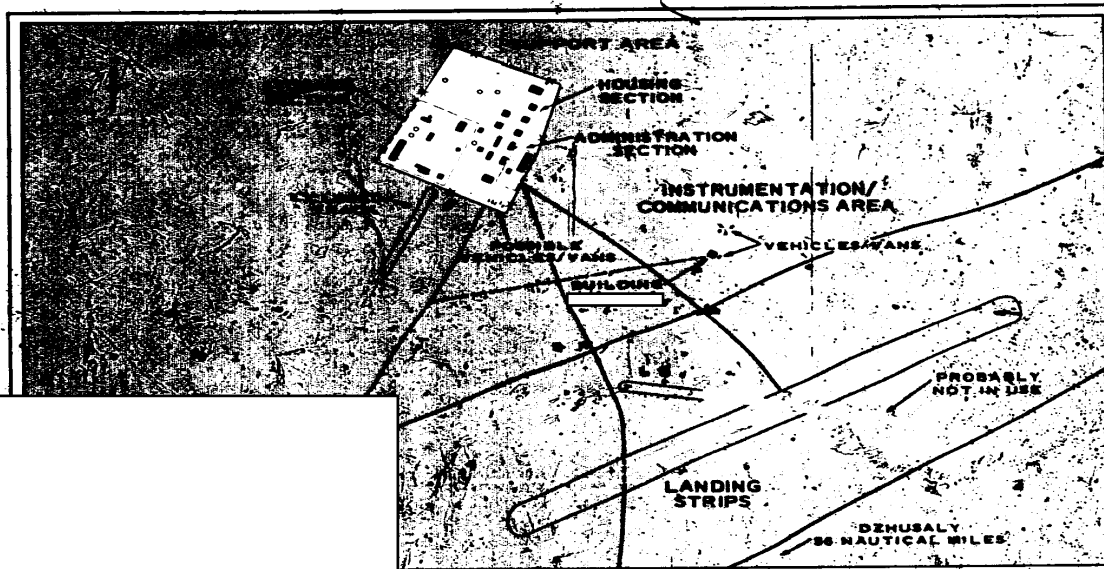 SUPPORT AREA
HOUSING
SECTION
ADMINISTRATION
SECTION
INSTRUMENTATION/
COMMUNICATIONS AREA
POSSIBLE
VEHICLES/VANS
VEHICLES/VANS
BUILDING
PROBABLY
NOT IN USE
LANDING
STRIPS
DZHUSALY
NAUTICAL MILES